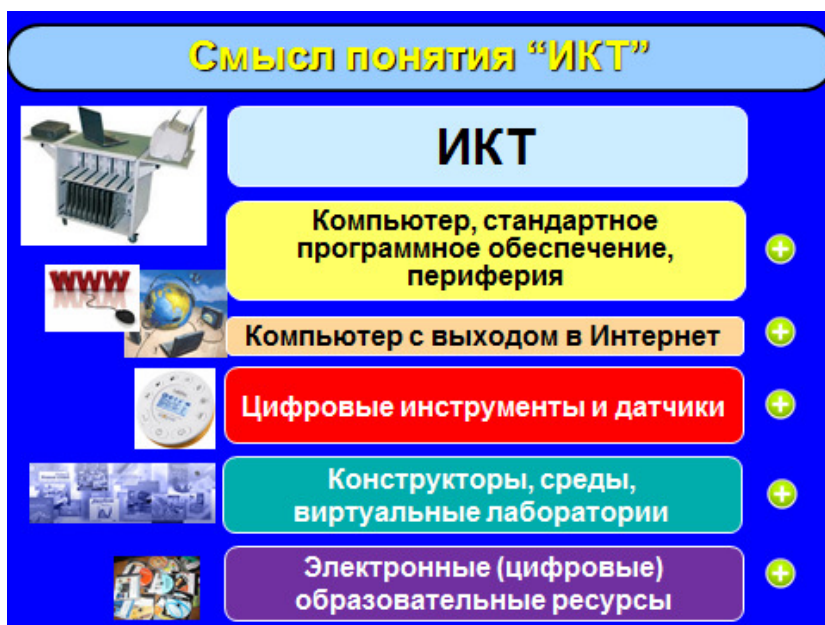 Смысл понятия “ИКТ”
ИКТ
Компьютер, стандартное
программное обеспечение,
периферия
WWW
Компьютер с выходом в Интернет
Цифровые инструменты и датчики
Конструкторы, среды,
виртуальные лаборатории
Электронные (цифровые)
образовательные ресурсы